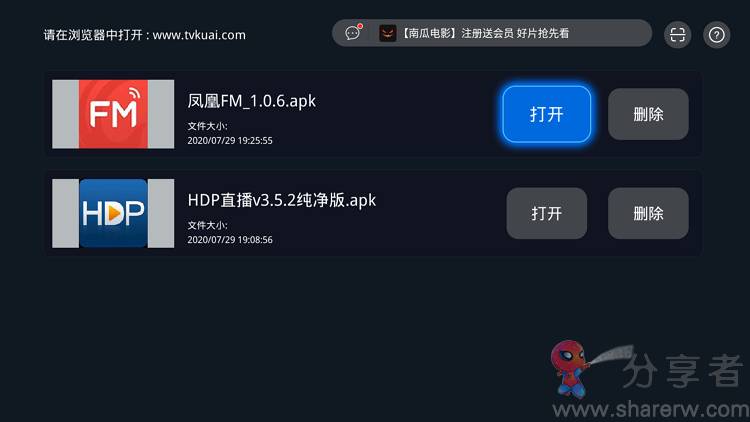 请在浏览器中打开 : www.tvkuai.com
【南瓜电影】注册送会员 好片抢先看
FM
凤凰FM_1.0.6.apk
文件大小:
2020/07/29 19:25:55
打开
删除
HDP
HDP直播v3.5.2纯净版.apk
文件大小:
2020/07/29 19:08:56
打开
删除
分享者
www.sharerw.com